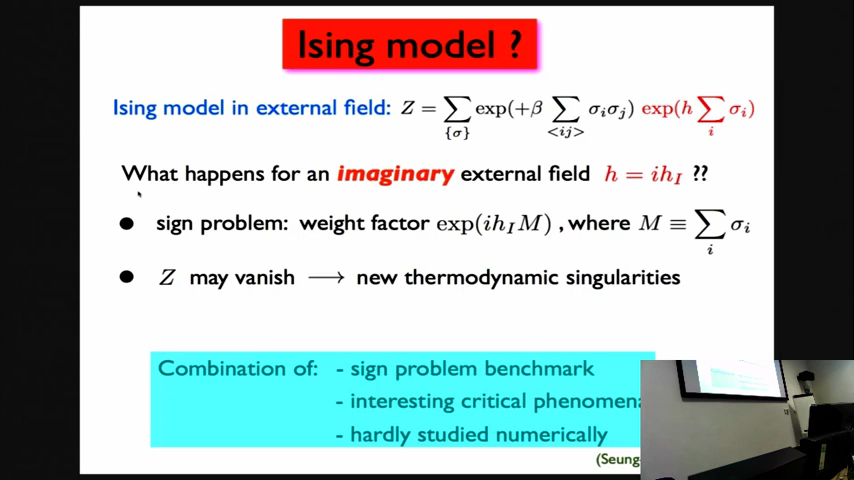 Ising model ?
Ising model in external field: Z = ∑_{σ} exp(+β ∑_{<ij>} σ_i σ_j) exp(h ∑_i σ_i)
What happens for an imaginary external field h = ih_I ??
● sign problem: weight factor exp(ih_I M) , where M ≡ ∑_i σ_i
● Z may vanish ⟶ new thermodynamic singularities
Combination of: - sign problem benchmark
- interesting critical phenomena
- hardly studied numerically
(Seung